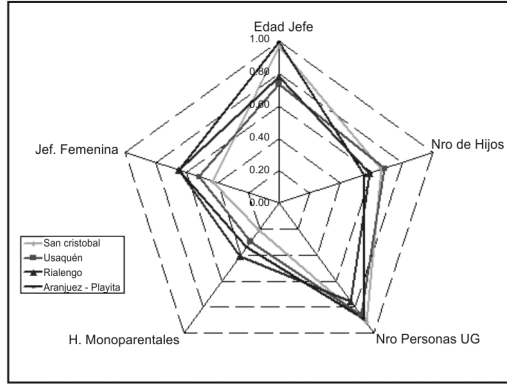 Edad Jefe
1.00
0.80
0.60
0.40
0.20
0.00
Nro de Hijos
Jef. Femenina
San cristobal
Usaquén
Rialengo
Aranjuez - Playita
H. Monoparentales
Nro Personas UG